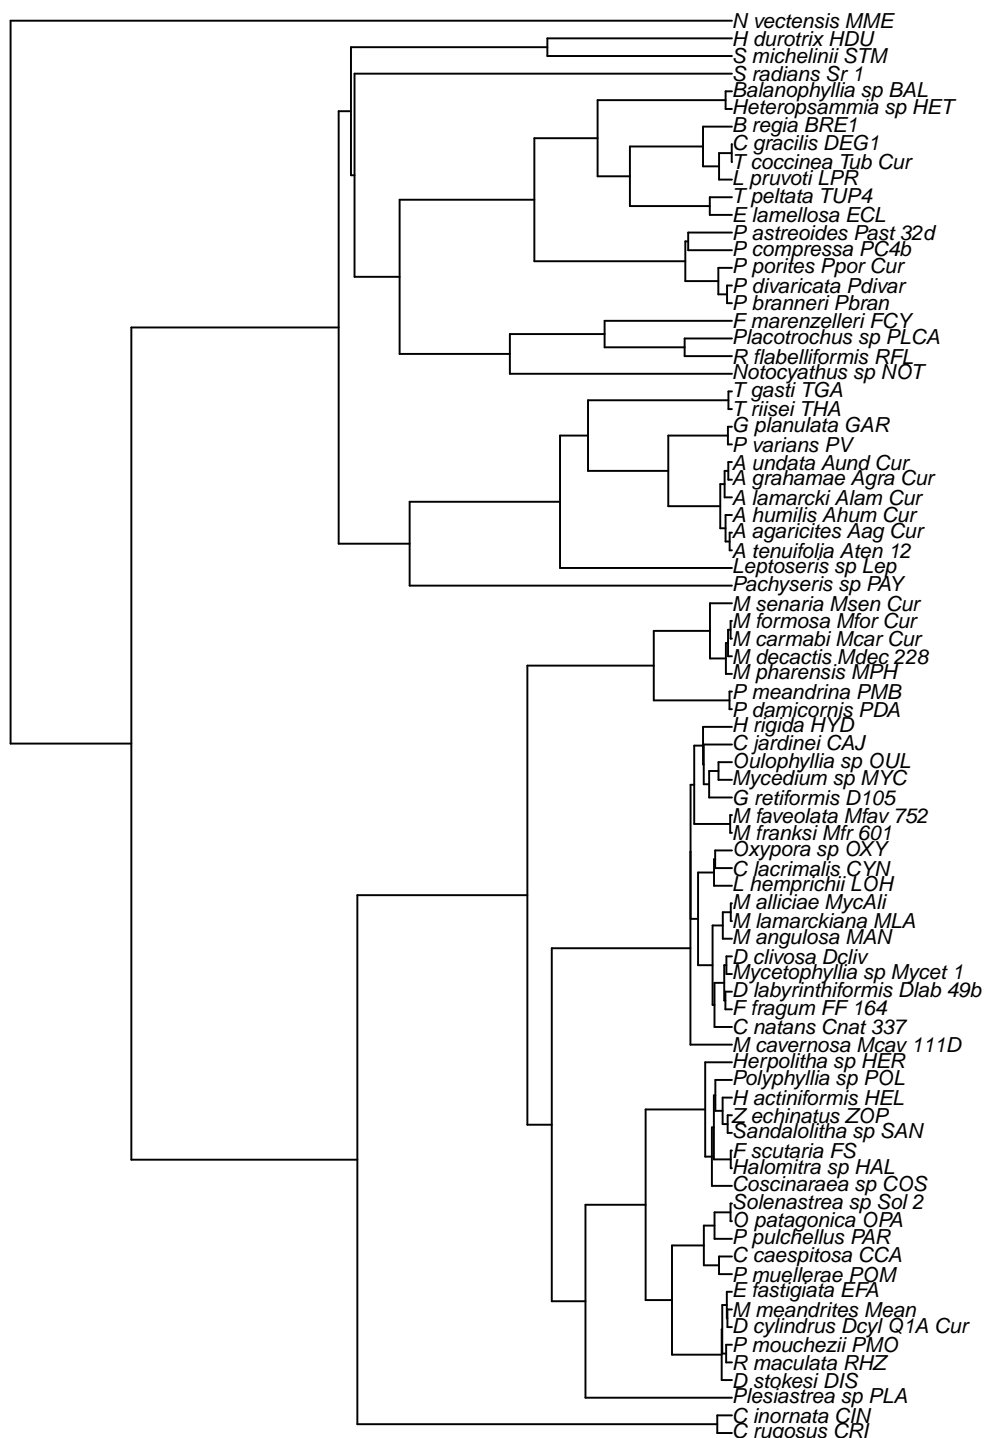 N vectensis MME
H durotrix HDU
S michelinii STM
S radians Sr 1
Balanophyllia sp BAL
Heteropsammia sp HET
B regia BRE1
C gracilis DEG1
T coccinea Tub Cur
L pruvoti LPR
T peltata TUP4
E lamellosa ECL
P astreoides Past 32d
P compressa PC4b
P porites Ppor Cur
P divaricata Pdivar
P branneri Pbran
F marenzelleri FCY
Placotrochus sp PLCA
R flabelliformis RFL
Notocyathus sp NOT
T gasti TGA
T riisei THA
G planulata GAR
P varians PV
A undata Aund Cur
A grahamae Agra Cur
A lamarcki Alam Cur
A humilis Ahum Cur
A agaricites Aag Cur
A tenuifolia Aten 12
Leptoseris sp Lep
Pachyseris sp PAY
M senaria Msen Cur
M formosa Mfor Cur
M carmabi Mcar Cur
M decactis Mdec 228
M pharensis MPH
P meandrina PMB
P damicornis PDA
H rigida HYD
C jardinei CAJ
Oulophyllia sp OUL
Mycedium sp MYC
G retiformis D105
M faveolata Mfav 752
M franksi Mfr 601
Oxypora sp OXY
C lacrimalis CYN
L hemprichii LOH
M alliciae MycAli
M lamarckiana MLA
M angulosa MAN
D clivosa Dcliv
Mycetophyllia sp Mycet 1
D labyrinthiformis Dlab 49b
F fragum FF 164
C natans Cnat 337
M cavernosa Mcav 111D
Herpolitha sp HER
Polyphyllia sp POL
H actiniformis HEL
Z echinatus ZOP
Sandalolitha sp SAN
F scutaria FS
Halomitra sp HAL
Coscinaraea sp COS
Solenastrea sp Sol 2
O patagonica OPA
P pulchellus PAR
C caespitosa CCA
P muellerae POM
E fastigiata EFA
M meandrites Mean
D cylindrus Dcyl Q1A Cur
P mouchezii PMO
R maculata RHZ
D stokesi DIS
Plesiastrea sp PLA
C inornata CIN
C rugosus CRI